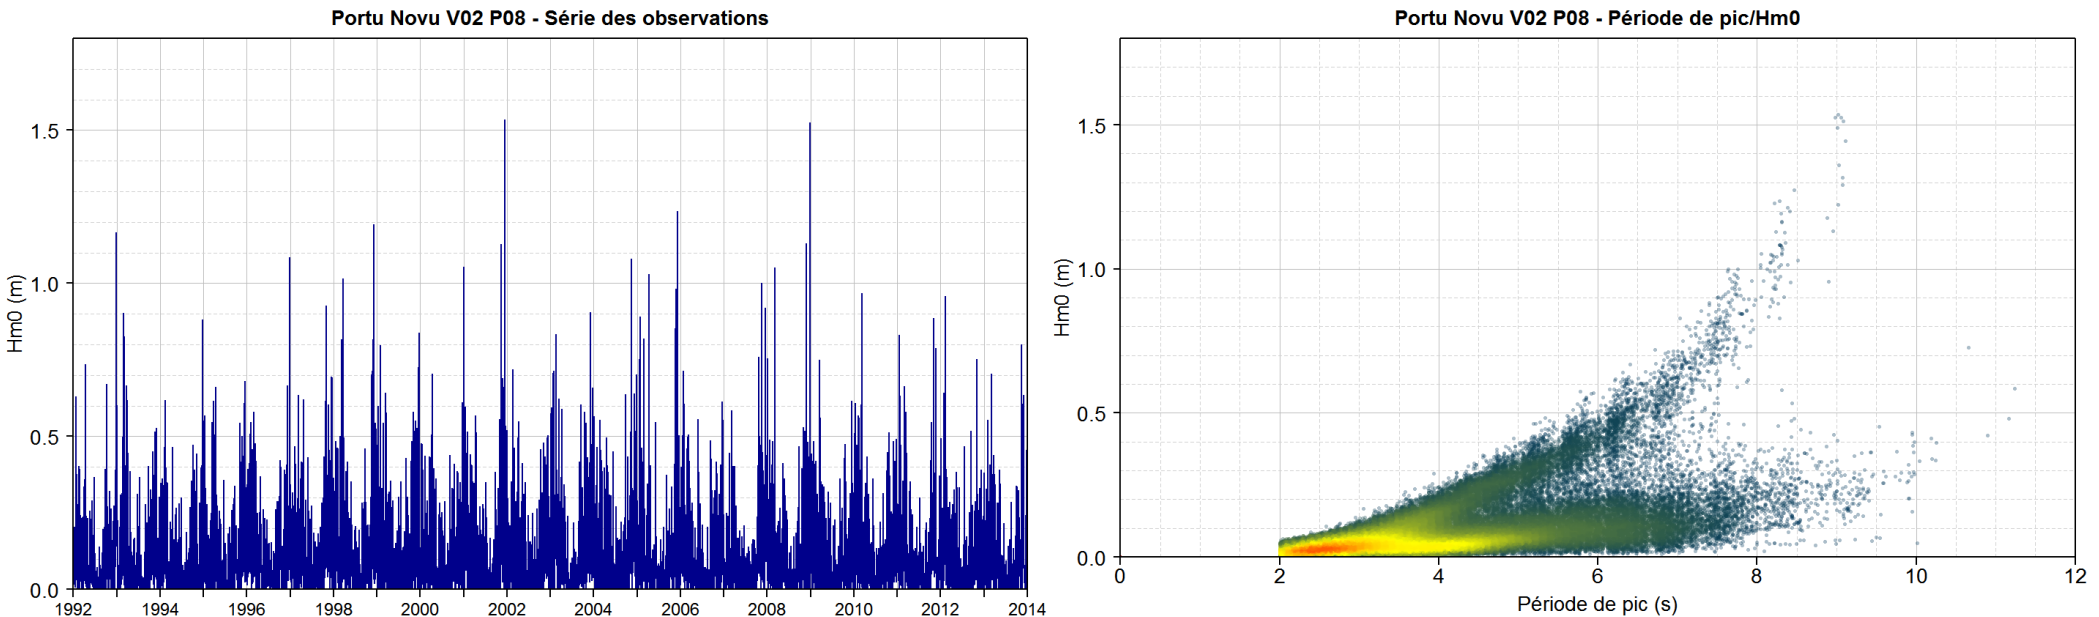 Portu Novu V02 P08 - Série des observations
Hm0 (m)
1.5
1.0
0.5
0.0
1992 1994 1996 1998 2000 2002 2004 2006 2008 2010 2012 2014
Portu Novu V02 P08 - Période de pic/Hm0
Hm0 (m)
1.5
1.0
0.5
0.0
0 2 4 6 8 10 12
Période de pic (s)